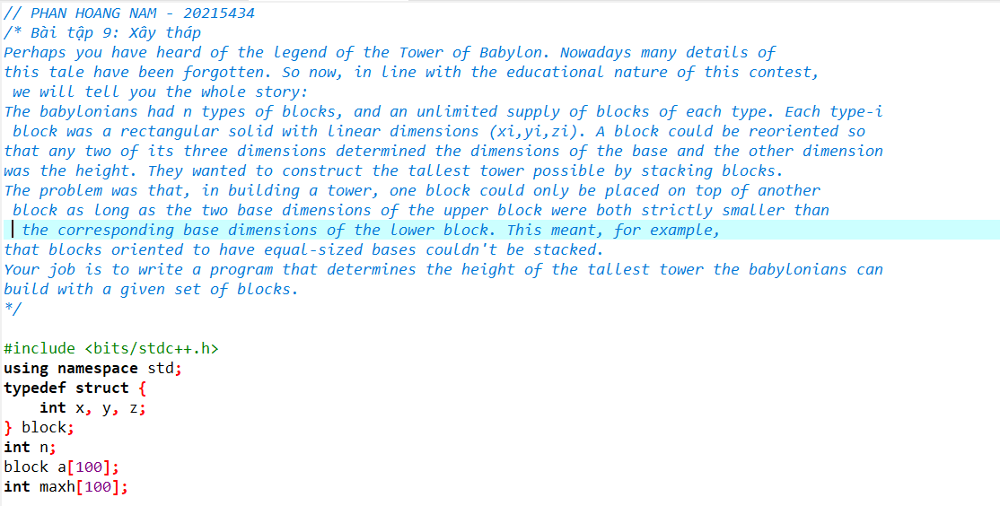 // PHAN HOANG NAM - 20215434
/* Bài tập 9: Xây tháp
Perhaps you have heard of the legend of the Tower of Babylon. Nowadays many details of
this tale have been forgotten. So now, in line with the educational nature of this contest,
we will tell you the whole story:
The babylonians had n types of blocks, and an unlimited supply of blocks of each type. Each type-i
block was a rectangular solid with linear dimensions (xi,yi,zi). A block could be reoriented so
that any two of its three dimensions determined the dimensions of the base and the other dimension
was the height. They wanted to construct the tallest tower possible by stacking blocks.
The problem was that, in building a tower, one block could only be placed on top of another
block as long as the two base dimensions of the upper block were both strictly smaller than
the corresponding base dimensions of the lower block. This meant, for example,
that blocks oriented to have equal-sized bases couldn't be stacked.
Your job is to write a program that determines the height of the tallest tower the babylonians can
build with a given set of blocks.
*/
#include <bits/stdc++.h>
using namespace std;
typedef struct {
    int x, y, z;
} block;
int n;
block a[100];
int maxh[100];